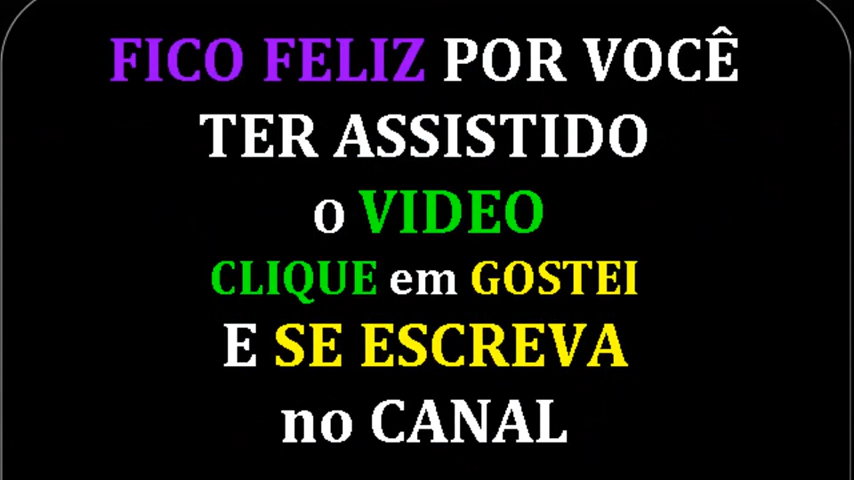 FICO FELIZ POR VOCÊ
TER ASSISTIDO
O VIDEO
CLIQUE em GOSTEI
E SE ESCREVA
no CANAL